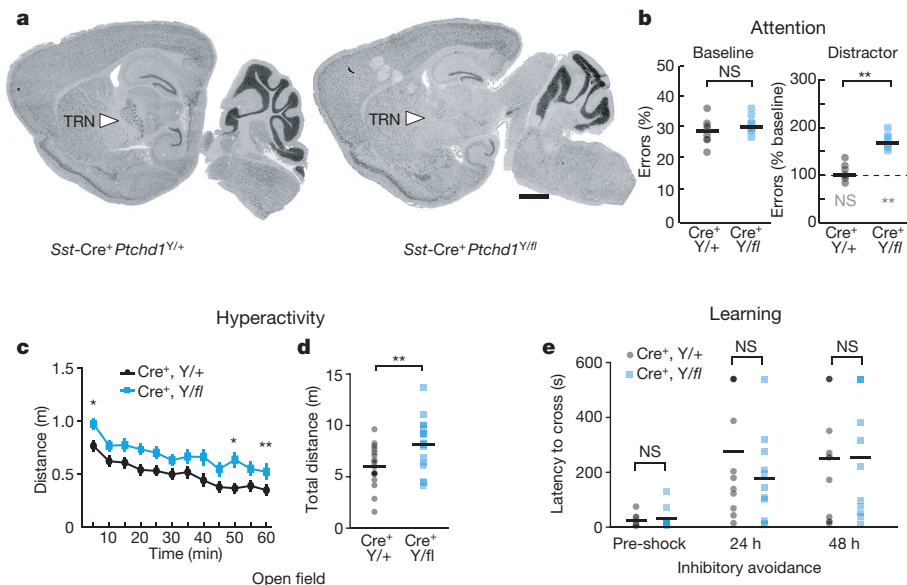 a
TRN
TRN
Sst-Cre⁺Ptchd1^Y/+
Sst-Cre⁺Ptchd1^Y/fl
b
Attention
Baseline
Distractor
NS
**
Errors (%)
50
40
30
20
10
0
Errors (% baseline)
300
200
100
0
NS
**
Cre⁺ Cre⁺
Y/+ Y/fl
Cre⁺ Cre⁺
Y/+ Y/fl
Hyperactivity
c
Cre⁺, Y/+
Cre⁺, Y/fl
Distance (m)
1.5
1.0
0.5
0
*
*
**
10 20 30 40 50 60
Time (min)
d
**
Total distance (m)
15
10
5
0
Cre⁺ Cre⁺
Y/+ Y/fl
Open field
Learning
e
Cre⁺, Y/+
Cre⁺, Y/fl
NS
NS
NS
Latency to cross (s)
600
400
200
0
Pre-shock 24 h 48 h
Inhibitory avoidance